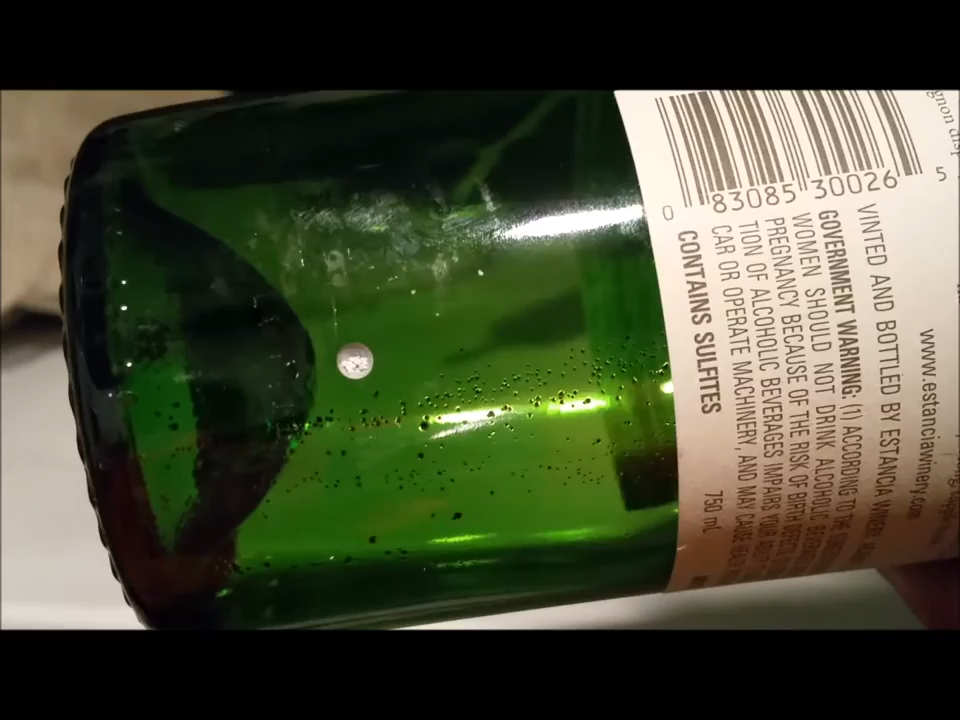 www.estanciawinery.com
VINTED AND BOTTLED BY ESTANCIA WINERY
GOVERNMENT WARNING: (1) ACCORDING TO THE
WOMEN SHOULD NOT DRINK ALCOHOLIC BEVERAGES
PREGNANCY BECAUSE OF THE RISK OF BIRTH DEFECTS.
TION OF ALCOHOLIC BEVERAGES IMPAIRS YOUR
CAR OR OPERATE MACHINERY, AND MAY CAUSE
CONTAINS SULFITES 750 mL
0 83085 30026 5